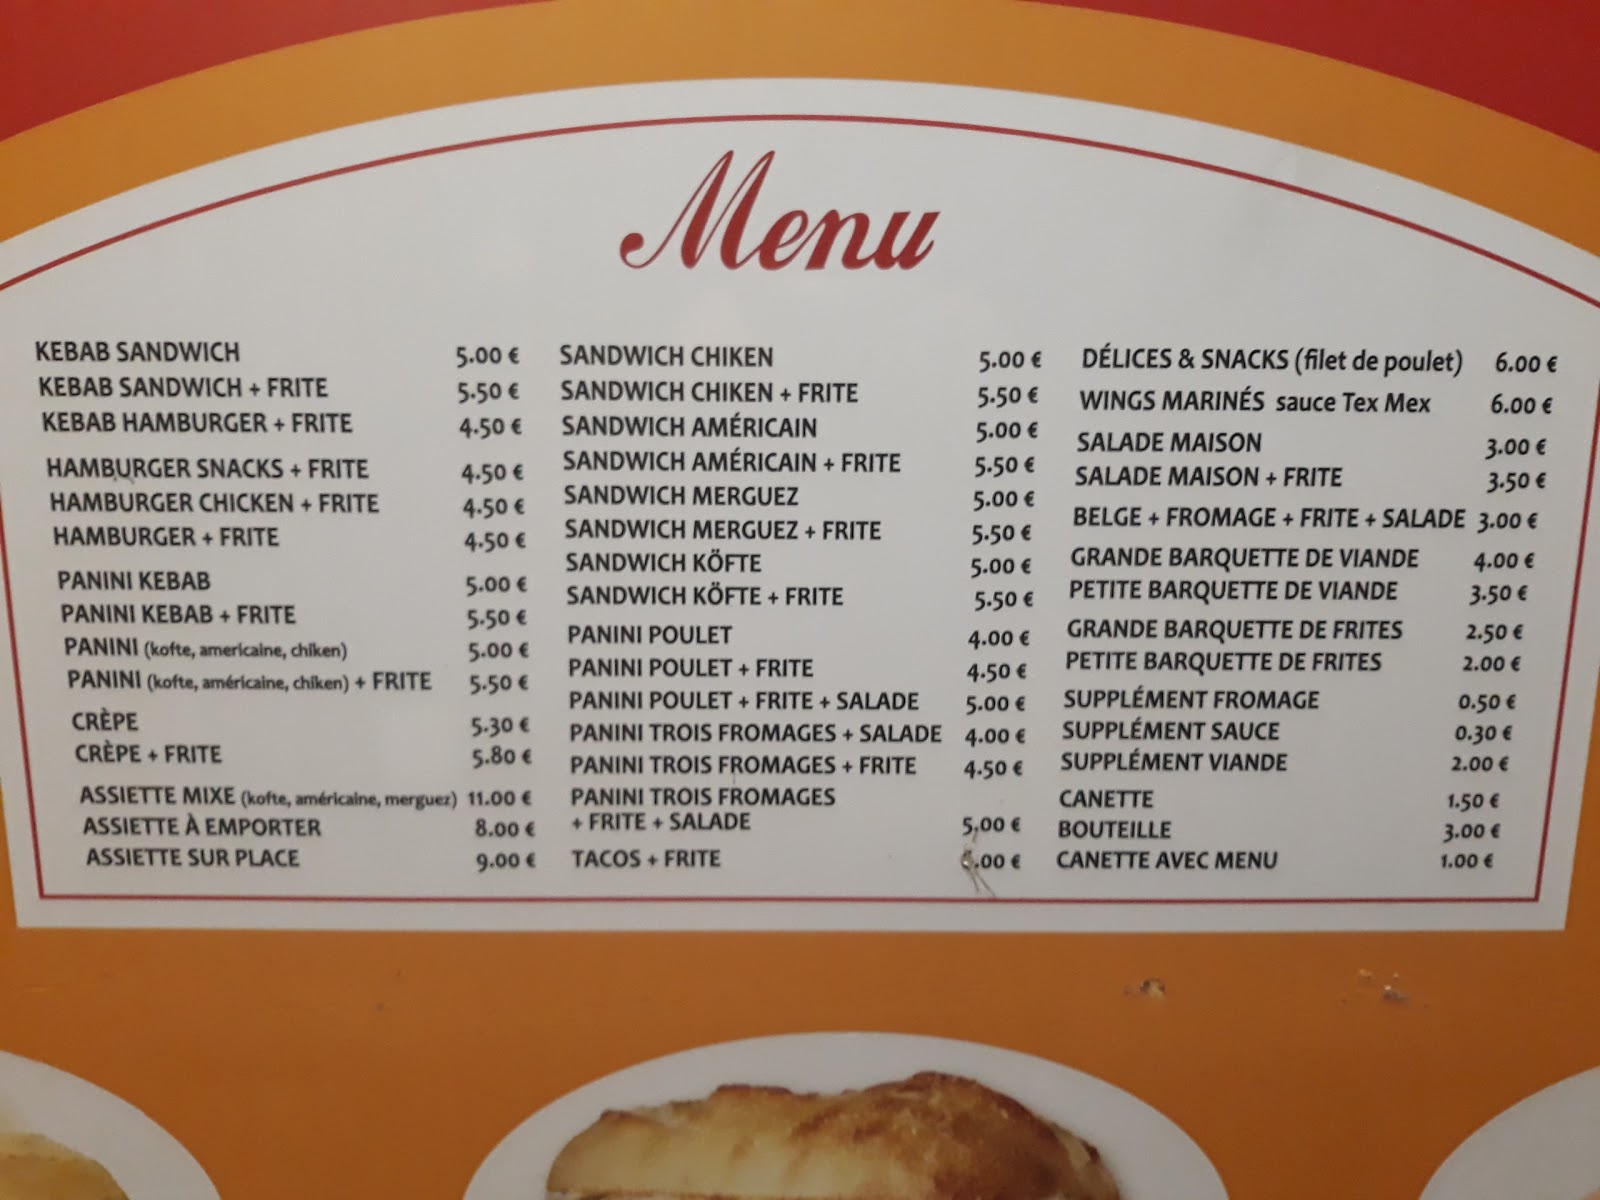 Menu
KEBAB SANDWICH 5.00 €
KEBAB SANDWICH + FRITE 5.50 €
KEBAB HAMBURGER + FRITE 4.50 €
HAMBURGER SNACKS + FRITE 4.50 €
HAMBURGER CHICKEN + FRITE 4.50 €
HAMBURGER + FRITE 4.50 €
PANINI KEBAB 5.00 €
PANINI KEBAB + FRITE 5.50 €
PANINI (kofte, americaine, chiken) 5.00 €
PANINI (kofte, américaine, chiken) + FRITE 5.50 €
CRÈPE 5.30 €
CRÈPE + FRITE 5.80 €
ASSIETTE MIXE (kofte, américaine, merguez) 11.00 €
ASSIETTE À EMPORTER 8.00 €
ASSIETTE SUR PLACE 9.00 €
SANDWICH CHIKEN 5.00 €
SANDWICH CHIKEN + FRITE 5.50 €
SANDWICH AMÉRICAIN 5.00 €
SANDWICH AMÉRICAIN + FRITE 5.50 €
SANDWICH MERGUEZ 5.00 €
SANDWICH MERGUEZ + FRITE 5.50 €
SANDWICH KÖFTE 5.00 €
SANDWICH KÖFTE + FRITE 5.50 €
PANINI POULET 4.00 €
PANINI POULET + FRITE 4.50 €
PANINI POULET + FRITE + SALADE 5.00 €
PANINI TROIS FROMAGES + SALADE 4.00 €
PANINI TROIS FROMAGES + FRITE 4.50 €
PANINI TROIS FROMAGES
+ FRITE + SALADE 5.00 €
TACOS + FRITE €
DÉLICES & SNACKS (filet de poulet) 6.00 €
WINGS MARINÉS sauce Tex Mex 6.00 €
SALADE MAISON 3.00 €
SALADE MAISON + FRITE 3.50 €
BELGE + FROMAGE + FRITE + SALADE 3.00 €
GRANDE BARQUETTE DE VIANDE 4.00 €
PETITE BARQUETTE DE VIANDE 3.50 €
GRANDE BARQUETTE DE FRITES 2.50 €
PETITE BARQUETTE DE FRITES 2.00 €
SUPPLÉMENT FROMAGE 0.50 €
SUPPLÉMENT SAUCE 0.30 €
SUPPLÉMENT VIANDE 2.00 €
CANETTE 1.50 €
BOUTEILLE 3.00 €
CANETTE AVEC MENU 1.00 €